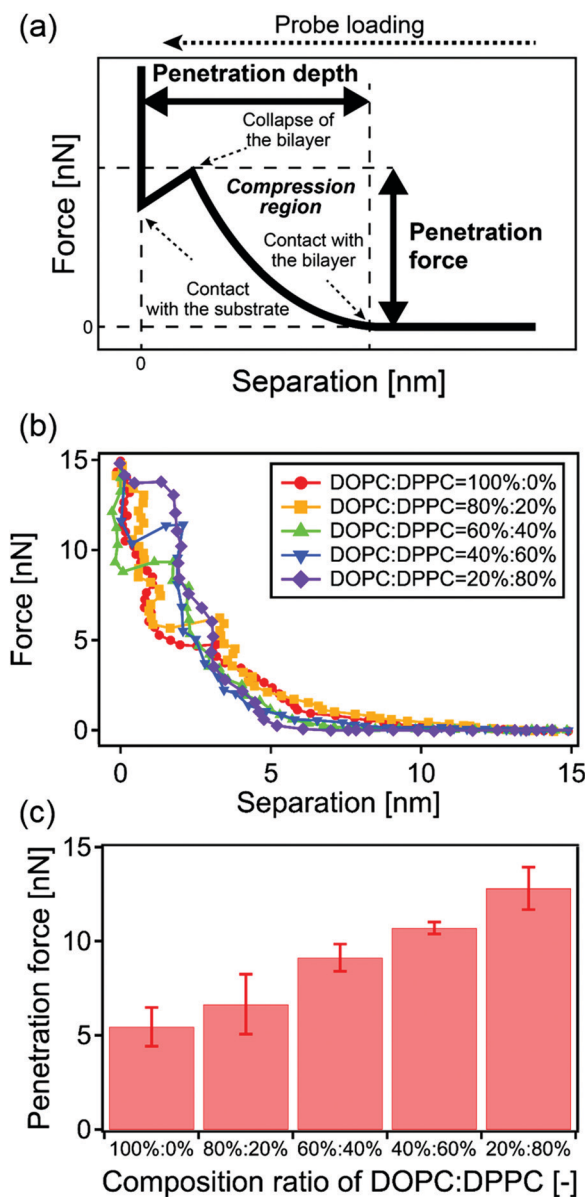 (a)
Probe loading
Penetration depth
Collapse of
the bilayer
Compression
region
Contact with
the bilayer
Penetration
force
Contact
with the substrate
Force [nN]
0
0
Separation [nm]
(b)
15
10
5
0
Force [nN]
DOPC:DPPC=100%:0%
DOPC:DPPC=80%:20%
DOPC:DPPC=60%:40%
DOPC:DPPC=40%:60%
DOPC:DPPC=20%:80%
0 5 10 15
Separation [nm]
(c)
15
10
5
0
Penetration force [nN]
100%:0% 80%:20% 60%:40% 40%:60% 20%:80%
Composition ratio of DOPC:DPPC [-]